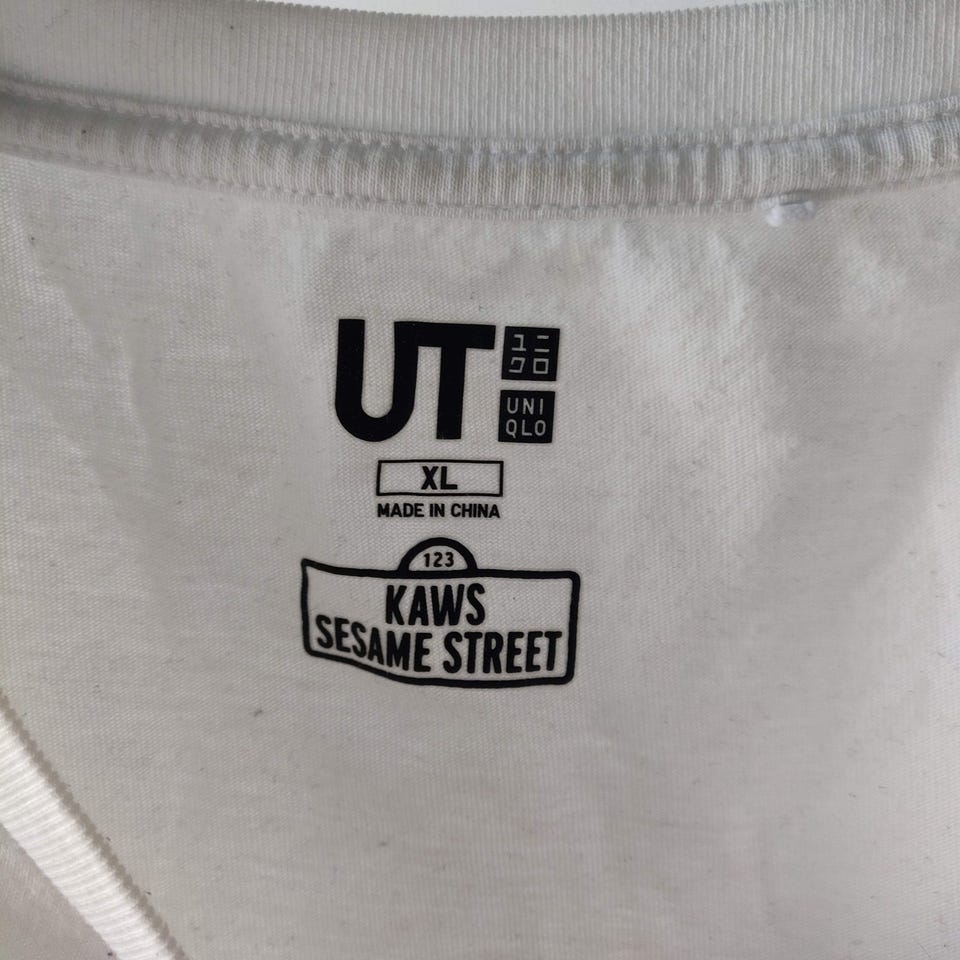 UT
ユニ
クロ
UNI
QLO
XL
MADE IN CHINA
123
KAWS
SESAME STREET